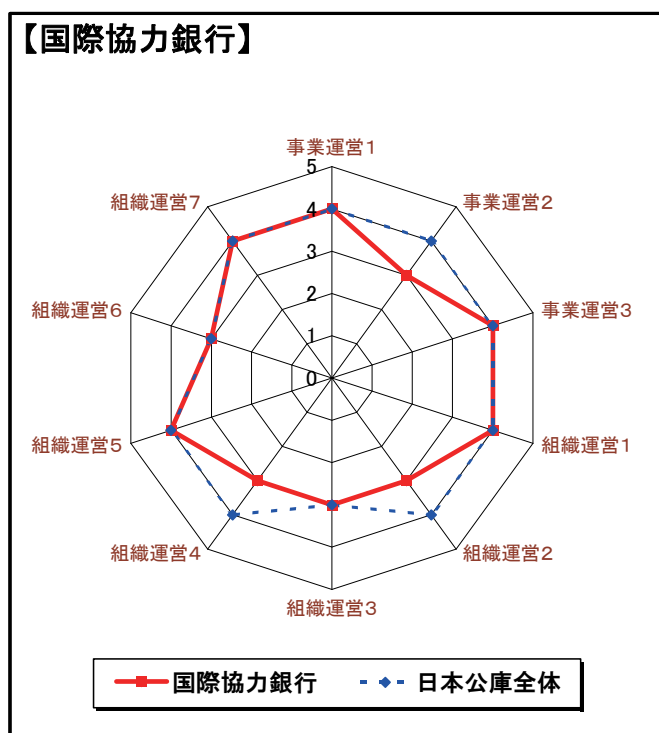 【国際協力銀行】
事業運営1
事業運営2
事業運営3
組織運営1
組織運営2
組織運営3
組織運営4
組織運営5
組織運営6
組織運営7
5
4
3
2
1
0
国際協力銀行
日本公庫全体